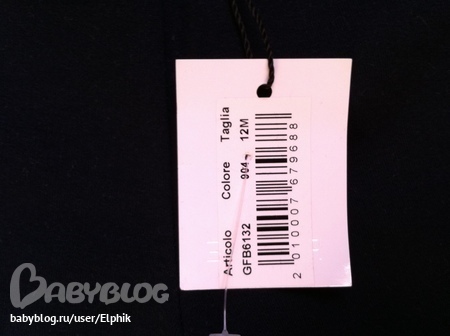 Articolo Colore Taglia
GFB6132 904 12M
2 010007 679688
BABYBLOG
babyblog.ru/user/Elphik